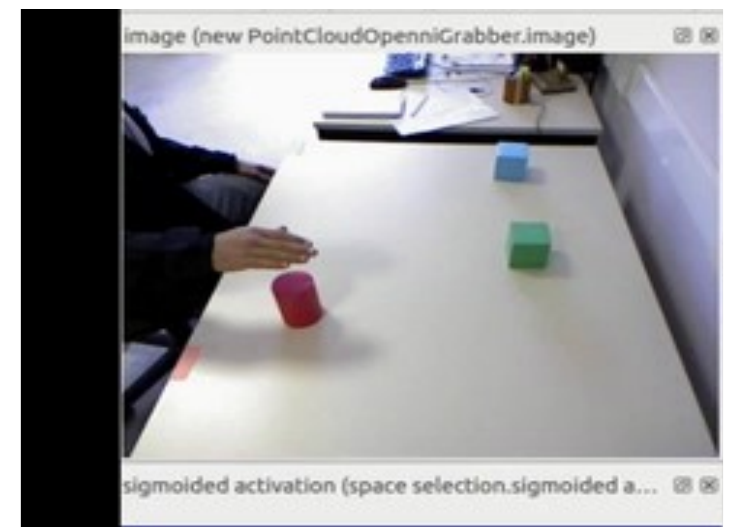 image (new PointCloudOpenniGrabber.image)
sigmoided activation (space selection.sigmoided a...